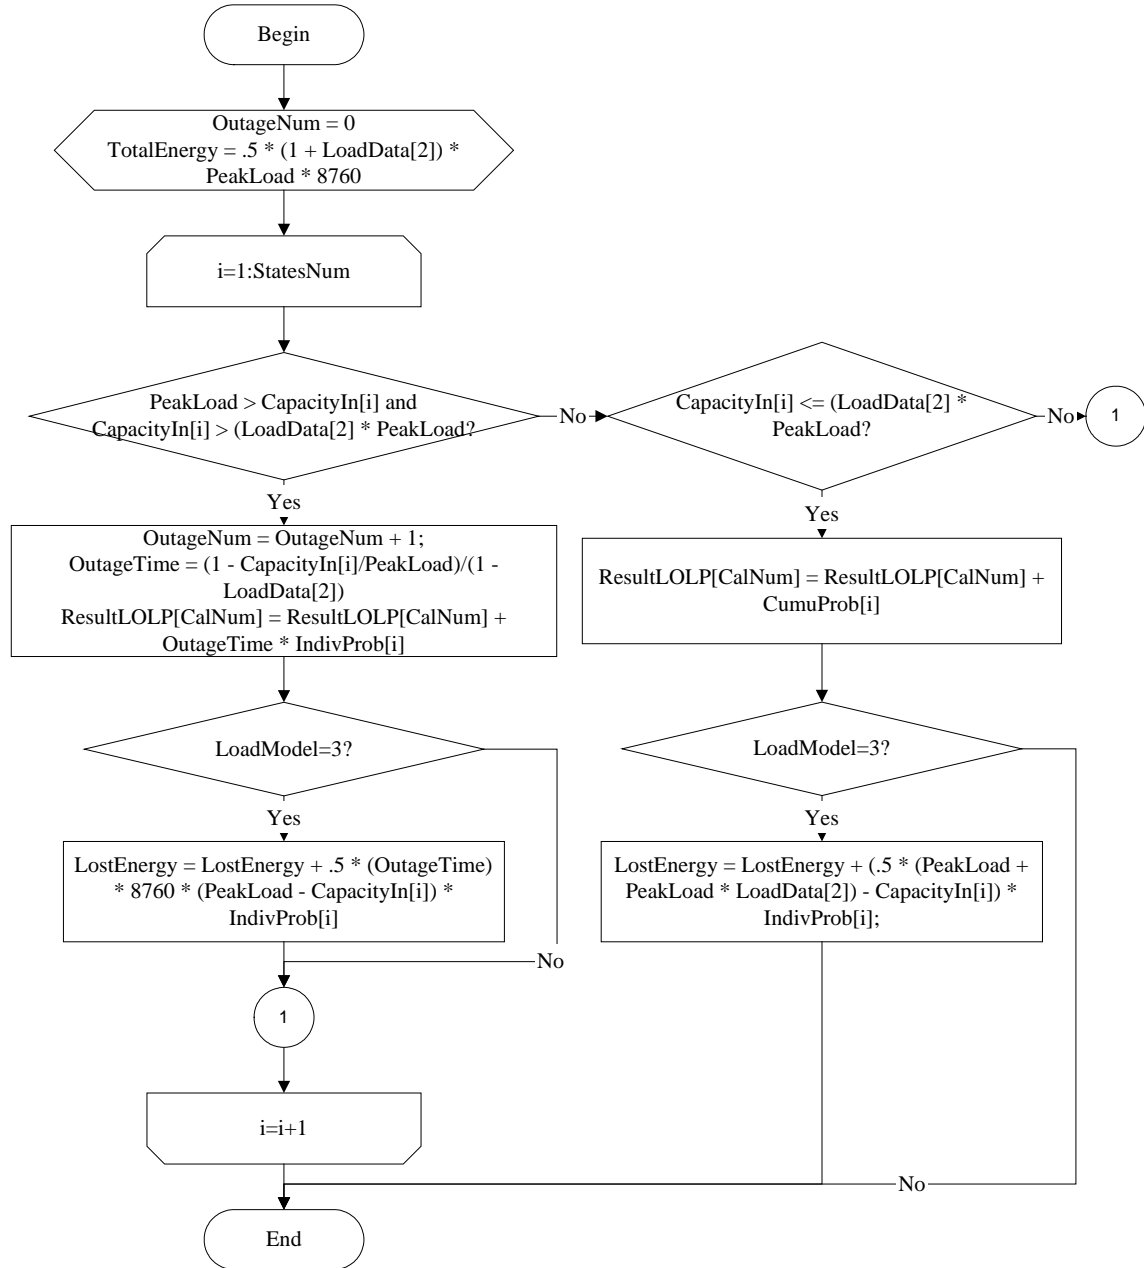 Begin
OutageNum = 0
TotalEnergy = .5 * (1 + LoadData[2]) *
PeakLoad * 8760
i=1:StatesNum
PeakLoad > CapacityIn[i] and
CapacityIn[i] > (LoadData[2] * PeakLoad?
No
CapacityIn[i] <= (LoadData[2] *
PeakLoad?
No
1
Yes
OutageNum = OutageNum + 1;
OutageTime = (1 - CapacityIn[i]/PeakLoad)/(1 -
LoadData[2])
ResultLOLP[CalNum] = ResultLOLP[CalNum] +
OutageTime * IndivProb[i]
Yes
ResultLOLP[CalNum] = ResultLOLP[CalNum] +
CumuProb[i]
LoadModel=3?
LoadModel=3?
Yes
LostEnergy = LostEnergy + .5 * (OutageTime)
* 8760 * (PeakLoad - CapacityIn[i]) *
IndivProb[i]
Yes
LostEnergy = LostEnergy + (.5 * (PeakLoad +
PeakLoad * LoadData[2]) - CapacityIn[i]) *
IndivProb[i];
No
1
i=i+1
No
End